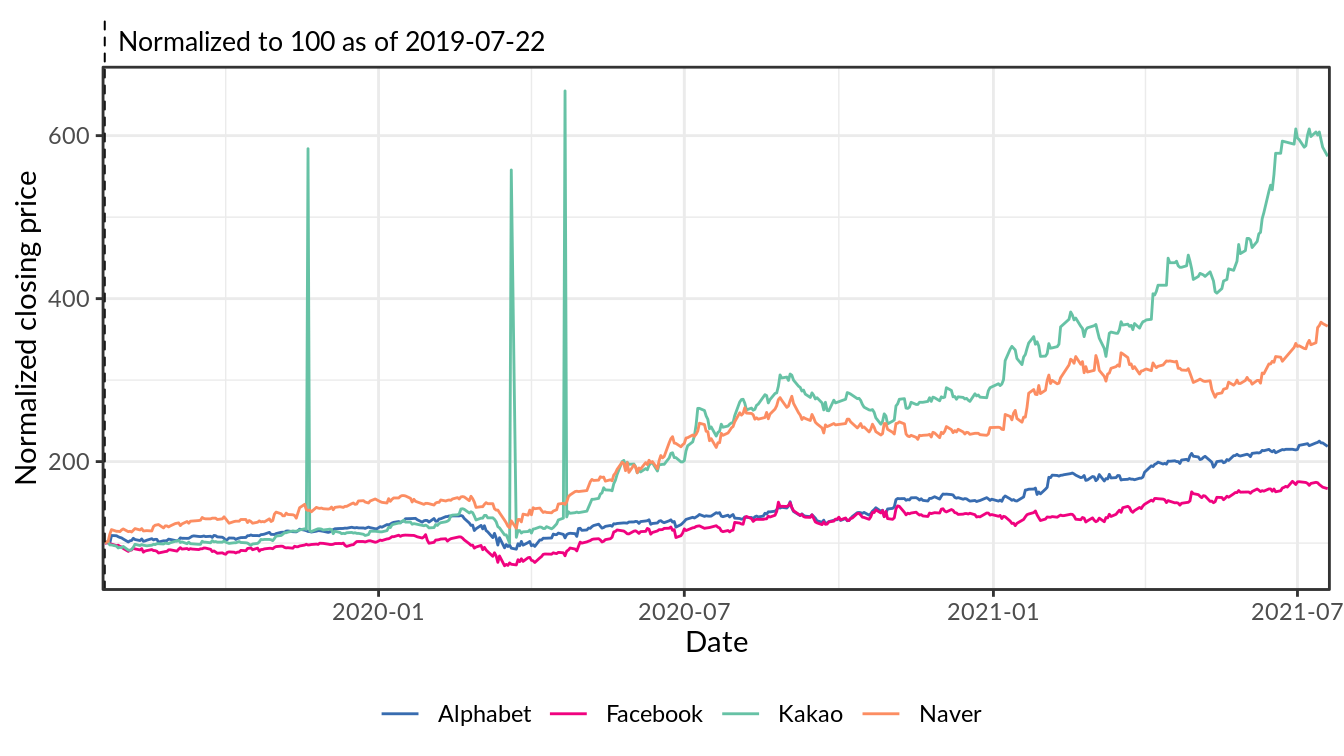 Normalized to 100 as of 2019-07-22
Normalized closing price
600
400
200
2020-01
2020-07
2021-01
2021-07
Date
Alphabet
Facebook
Kakao
Naver